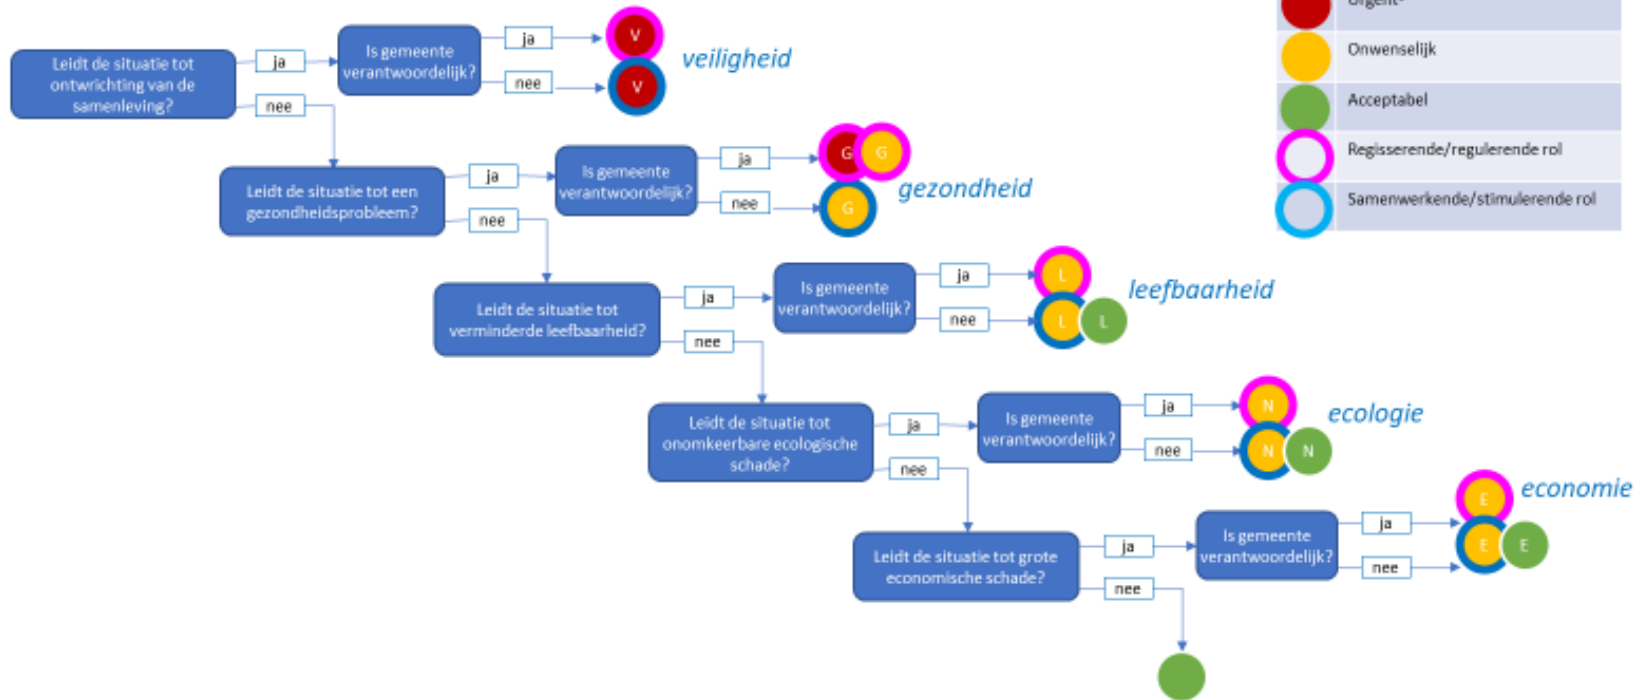 Urgent-
Onwenselijk
Acceptabel
Regisserende/regulerende rol
Samenwerkende/stimulerende rol
Leidt de situatie tot
ontwrichting van de
samenleving?
ja
nee
Is gemeente
verantwoordelijk?
ja
nee
V
V
veiligheid
Leidt de situatie tot een
gezondheidsprobleem?
ja
nee
Is gemeente
verantwoordelijk?
ja
nee
G
G
G
gezondheid
Leidt de situatie tot
verminderde leefbaarheid?
ja
nee
Is gemeente
verantwoordelijk?
ja
nee
L
L
L
leefbaarheid
Leidt de situatie tot
onomkeerbare ecologische
schade?
ja
nee
Is gemeente
verantwoordelijk?
ja
nee
N
N
N
ecologie
Leidt de situatie tot grote
economische schade?
ja
nee
Is gemeente
verantwoordelijk?
ja
nee
E
E
E
economie